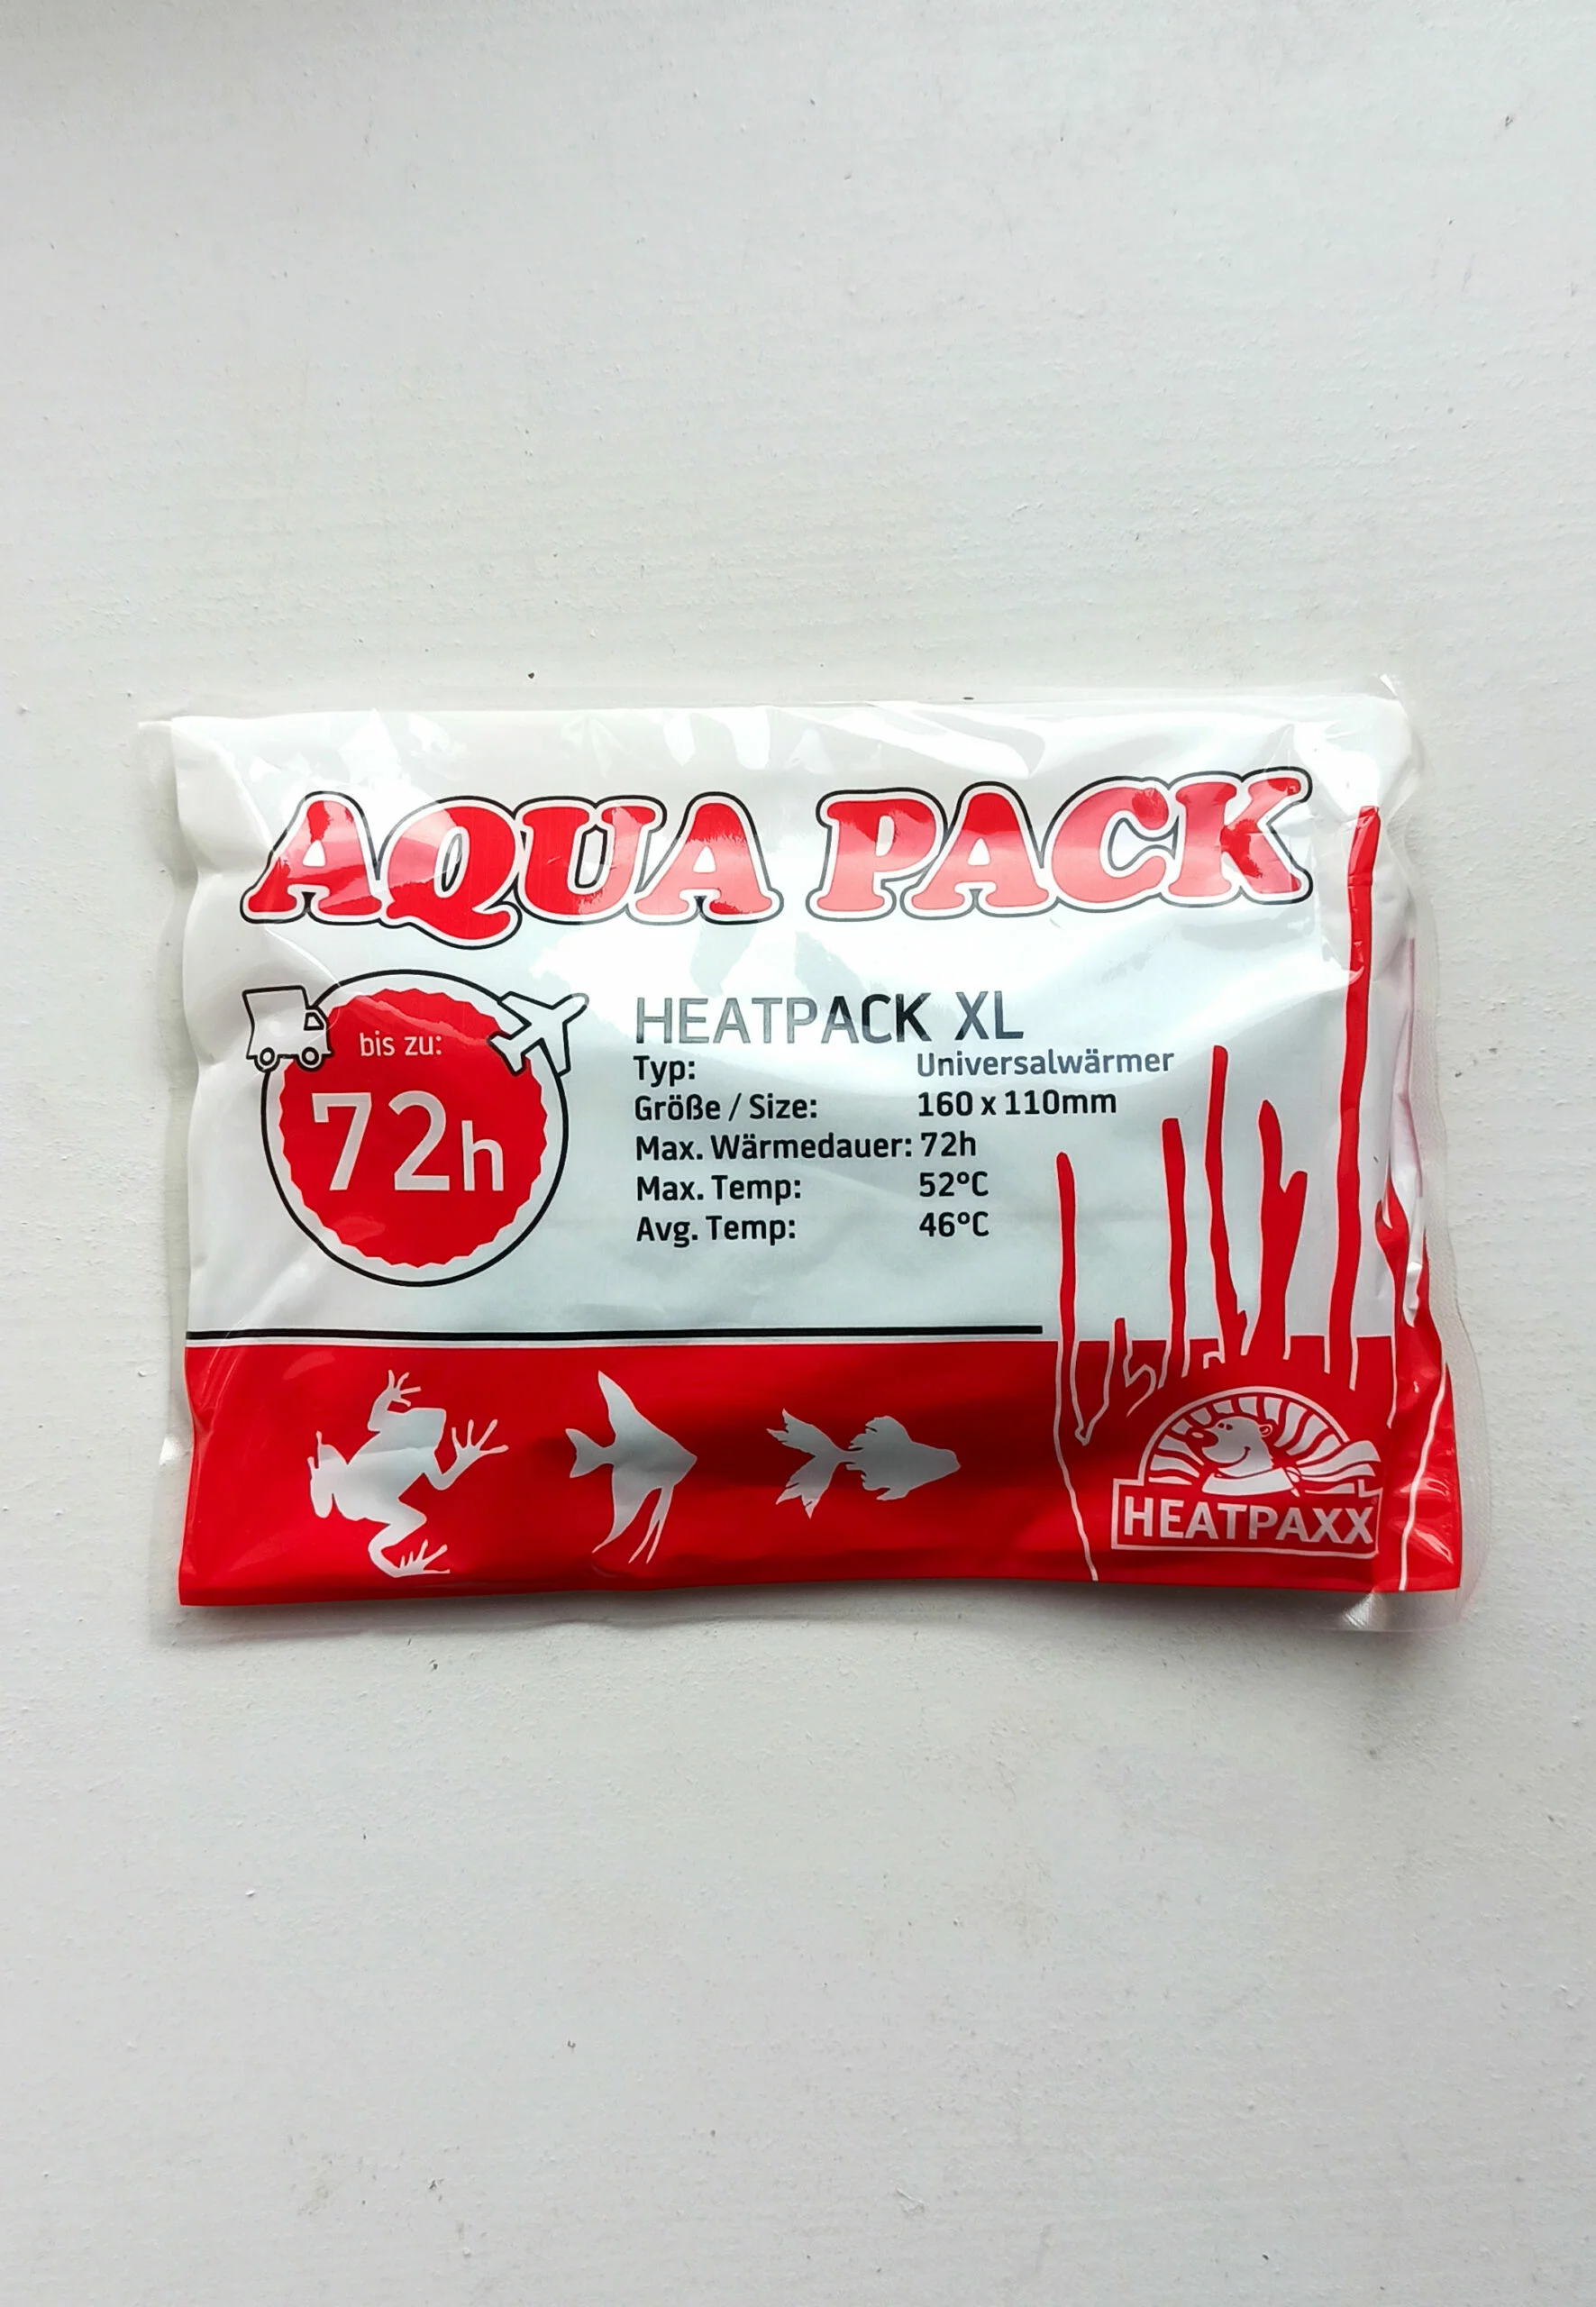 AQUA PACK
bis zu:
72h
HEATPACK XL
Typ: Universalwärmer
Größe / Size: 160 x 110mm
Max. Wärmedauer: 72h
Max. Temp: 52°C
Avg. Temp: 46°C
HEATPAXX